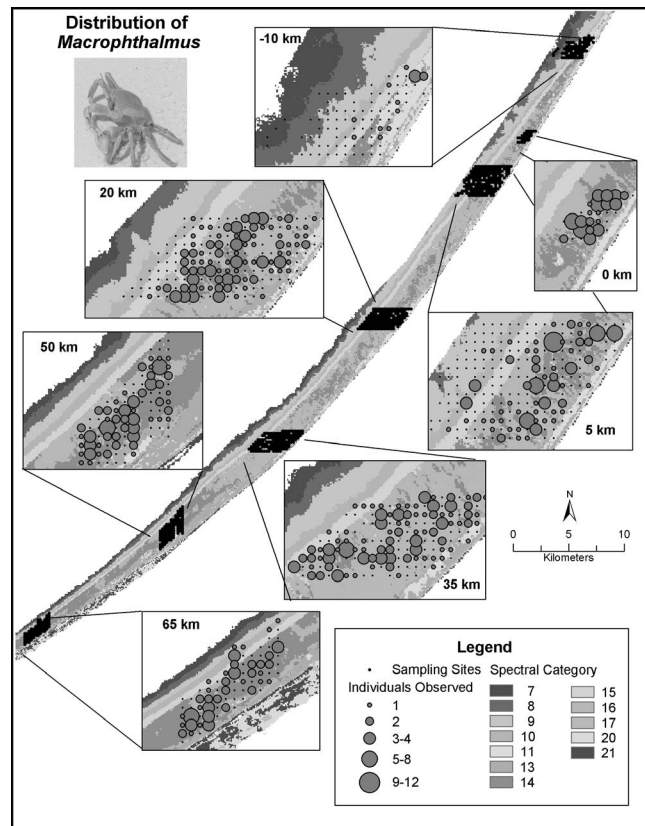 Distribution of
Macrophthalmus
-10 km
20 km
0 km
50 km
5 km
N
0 5 10
Kilometers
35 km
65 km
Legend
Sampling Sites
Individuals Observed
1
2
3-4
5-8
9-12
Spectral Category
7
8
9
10
11
13
14
15
16
17
20
21